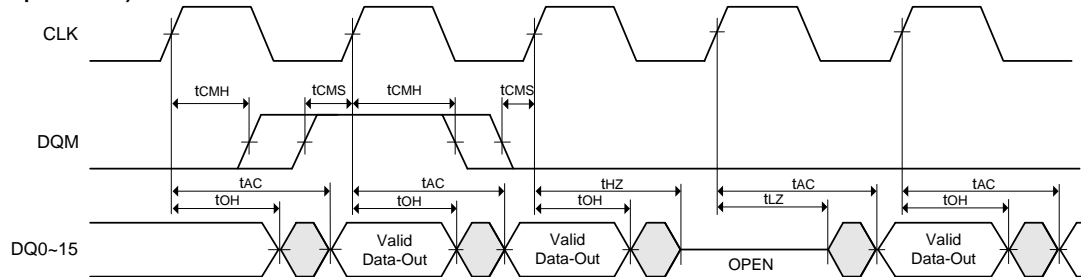 CLK
tCMH
tCMS
tCMH
tCMS
DQM
tAC
tAC
tHZ
tAC
tAC
tOH
tOH
tOH
tLZ
tOH
DQ0~15
Valid
Data-Out
Valid
Data-Out
OPEN
Valid
Data-Out